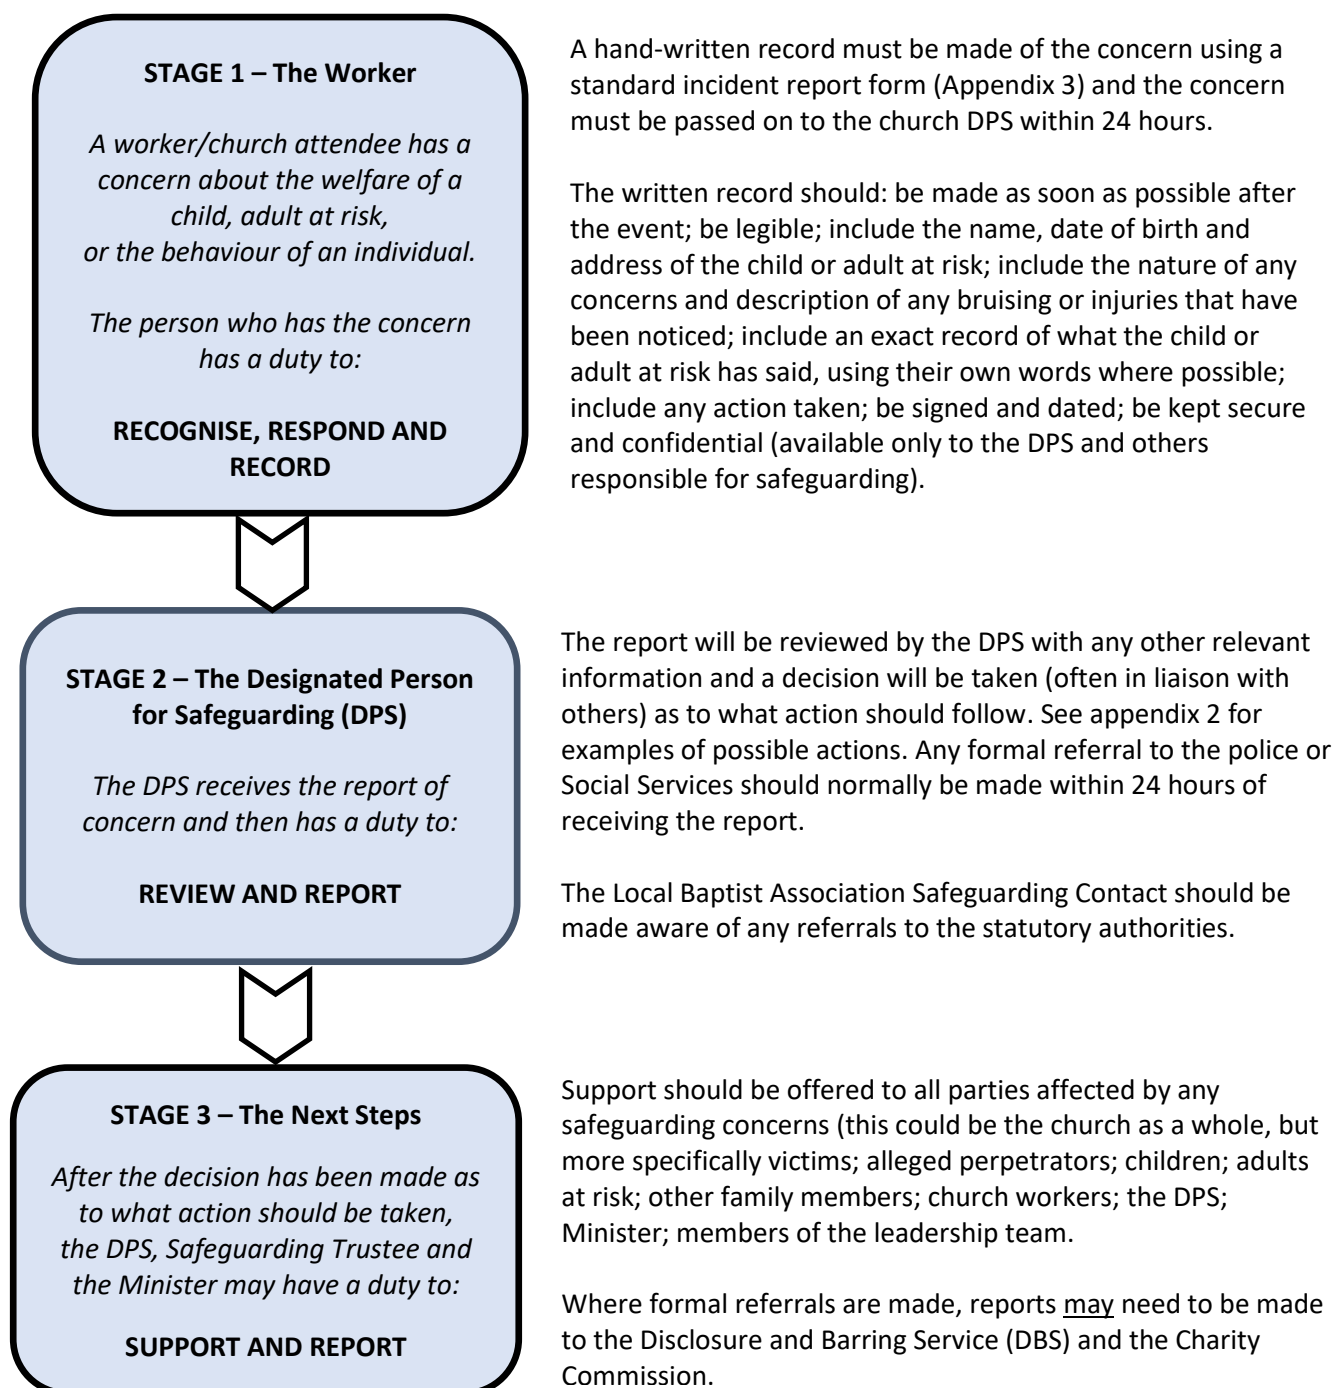 STAGE 1 – The Worker
A worker/church attendee has a
concern about the welfare of a
child, adult at risk,
or the behaviour of an individual.
The person who has the concern
has a duty to:
RECOGNISE, RESPOND AND
RECORD
A hand-written record must be made of the concern using a
standard incident report form (Appendix 3) and the concern
must be passed on to the church DPS within 24 hours.
The written record should: be made as soon as possible after
the event; be legible; include the name, date of birth and
address of the child or adult at risk; include the nature of any
concerns and description of any bruising or injuries that have
been noticed; include an exact record of what the child or
adult at risk has said, using their own words where possible;
include any action taken; be signed and dated; be kept secure
and confidential (available only to the DPS and others
responsible for safeguarding).
STAGE 2 – The Designated Person
for Safeguarding (DPS)
The DPS receives the report of
concern and then has a duty to:
REVIEW AND REPORT
The report will be reviewed by the DPS with any other relevant
information and a decision will be taken (often in liaison with
others) as to what action should follow. See appendix 2 for
examples of possible actions. Any formal referral to the police or
Social Services should normally be made within 24 hours of
receiving the report.
The Local Baptist Association Safeguarding Contact should be
made aware of any referrals to the statutory authorities.
STAGE 3 – The Next Steps
After the decision has been made as
to what action should be taken,
the DPS, Safeguarding Trustee and
the Minister may have a duty to:
SUPPORT AND REPORT
Support should be offered to all parties affected by any
safeguarding concerns (this could be the church as a whole, but
more specifically victims; alleged perpetrators; children; adults
at risk; other family members; church workers; the DPS;
Minister; members of the leadership team.
Where formal referrals are made, reports may need to be made
to the Disclosure and Barring Service (DBS) and the Charity
Commission.